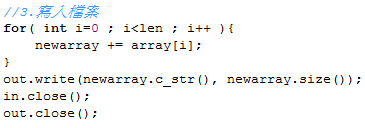 //3.寫入檔案
for( int i=0 ; i<len ; i++ ){
    newarray += array[i];
}
out.write(newarray.c_str(), newarray.size());
in.close();
out.close();